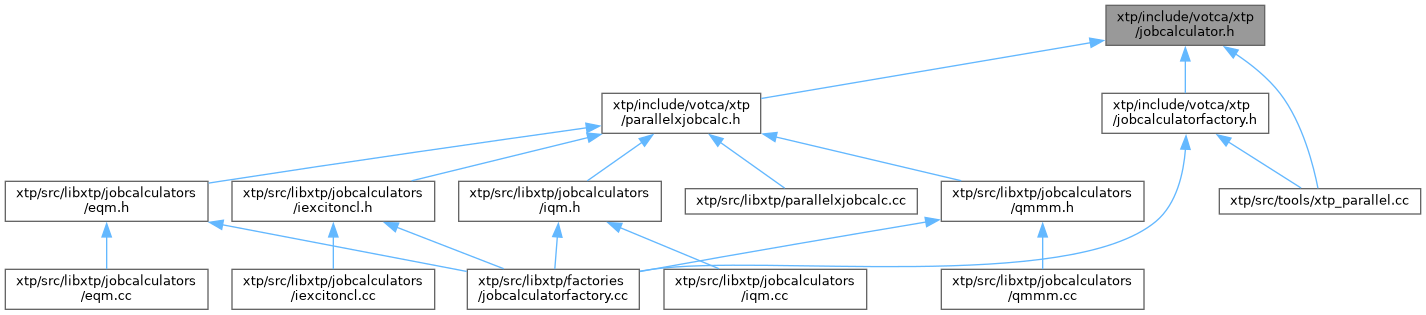 xtp/include/votca/xtp
/jobcalculator.h
xtp/include/votca/xtp
/parallelxjobcalc.h
xtp/include/votca/xtp
/jobcalculatorfactory.h
xtp/src/libxtp/jobcalculators
/eqm.h
xtp/src/libxtp/jobcalculators
/iexcitoncl.h
xtp/src/libxtp/jobcalculators
/iqm.h
xtp/src/libxtp/parallelxjobcalc.cc
xtp/src/libxtp/jobcalculators
/qmmm.h
xtp/src/tools/xtp_parallel.cc
xtp/src/libxtp/jobcalculators
/eqm.cc
xtp/src/libxtp/jobcalculators
/iexcitoncl.cc
xtp/src/libxtp/factories
/jobcalculatorfactory.cc
xtp/src/libxtp/jobcalculators
/iqm.cc
xtp/src/libxtp/jobcalculators
/qmmm.cc